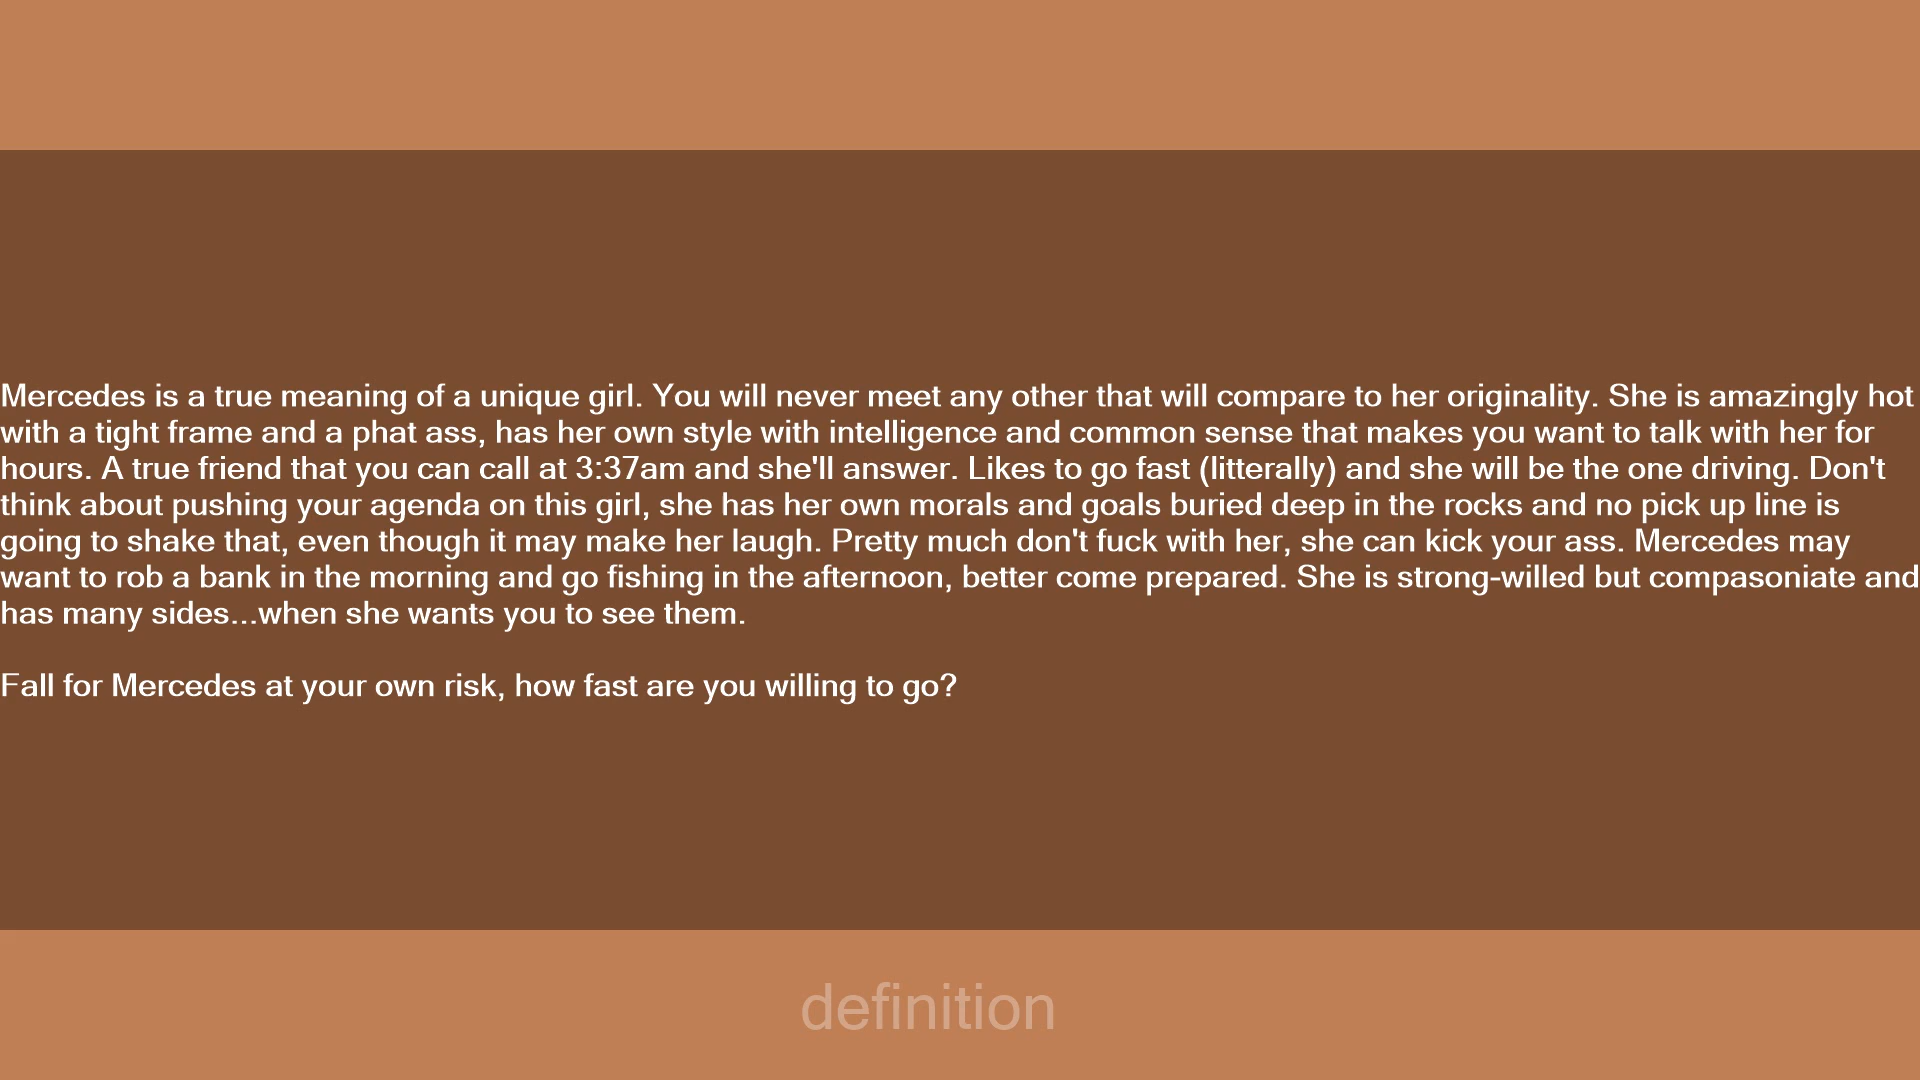 Mercedes is a true meaning of a unique girl. You will never meet any other that will compare to her originality. She is amazingly hot
with a tight frame and a phat ass, has her own style with intelligence and common sense that makes you want to talk with her for
hours. A true friend that you can call at 3:37am and she'll answer. Likes to go fast (litterally) and she will be the one driving. Don't
think about pushing your agenda on this girl, she has her own morals and goals buried deep in the rocks and no pick up line is
going to shake that, even though it may make her laugh. Pretty much don't fuck with her, she can kick your ass. Mercedes may
want to rob a bank in the morning and go fishing in the afternoon, better come prepared. She is strong-willed but compasoniate and
has many sides...when she wants you to see them.
Fall for Mercedes at your own risk, how fast are you willing to go?
definition